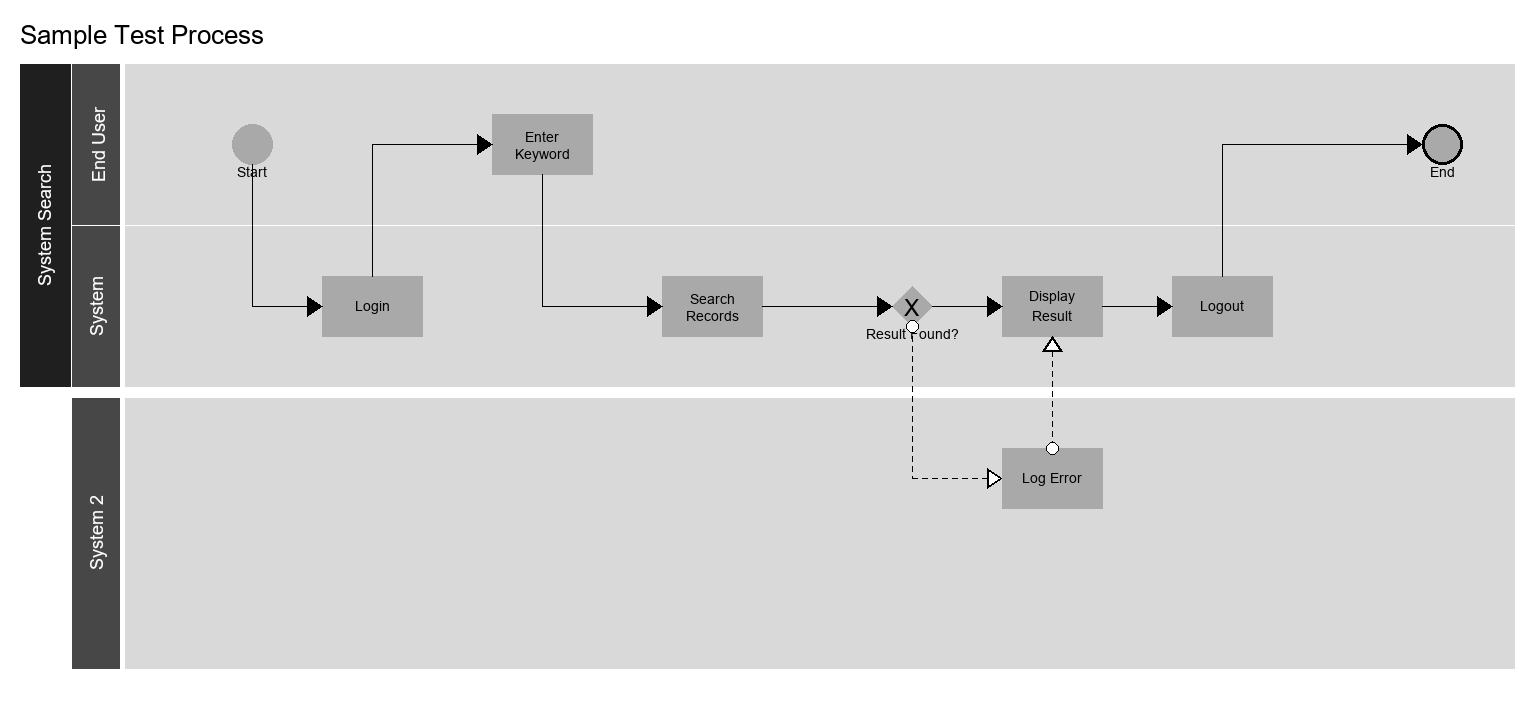 Sample Test Process
System Search
End User
Start
Enter
Keyword
End
System
Login
Search
Records
X
Result Found?
Display
Result
Logout
System 2
Log Error